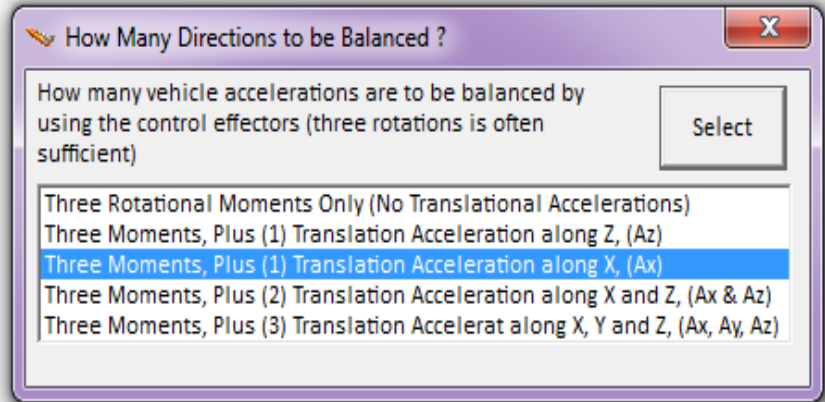 How Many Directions to be Balanced ?
X
How many vehicle accelerations are to be balanced by
using the control effectors (three rotations is often
sufficient)
Select
Three Rotational Moments Only (No Translational Accelerations)
Three Moments, Plus (1) Translation Acceleration along Z, (Az)
Three Moments, Plus (1) Translation Acceleration along X, (Ax)
Three Moments, Plus (2) Translation Acceleration along X and Z, (Ax & Az)
Three Moments, Plus (3) Translation Accelerat along X, Y and Z, (Ax, Ay, Az)